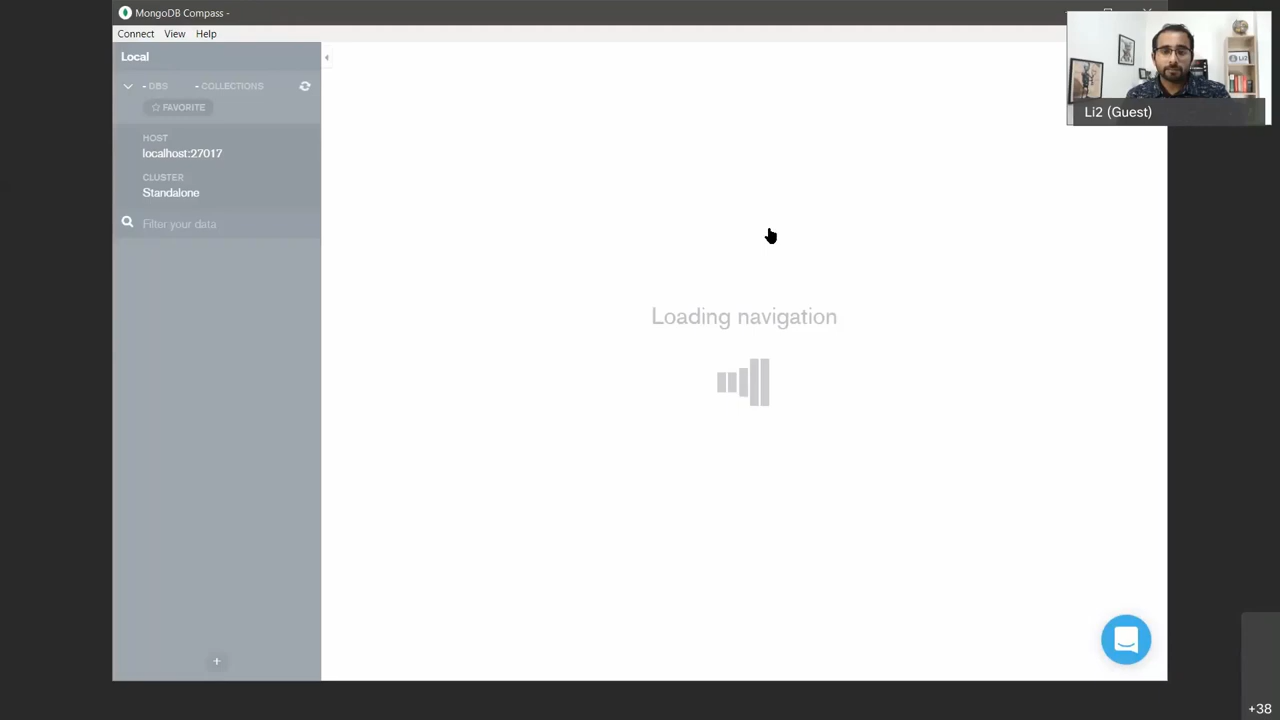 MongoDB Compass -
Connect View Help
Local
- DBS - COLLECTIONS
FAVORITE
HOST
localhost:27017
CLUSTER
Standalone
Filter your data
Loading navigation
Li2
Li2 (Guest)
+38